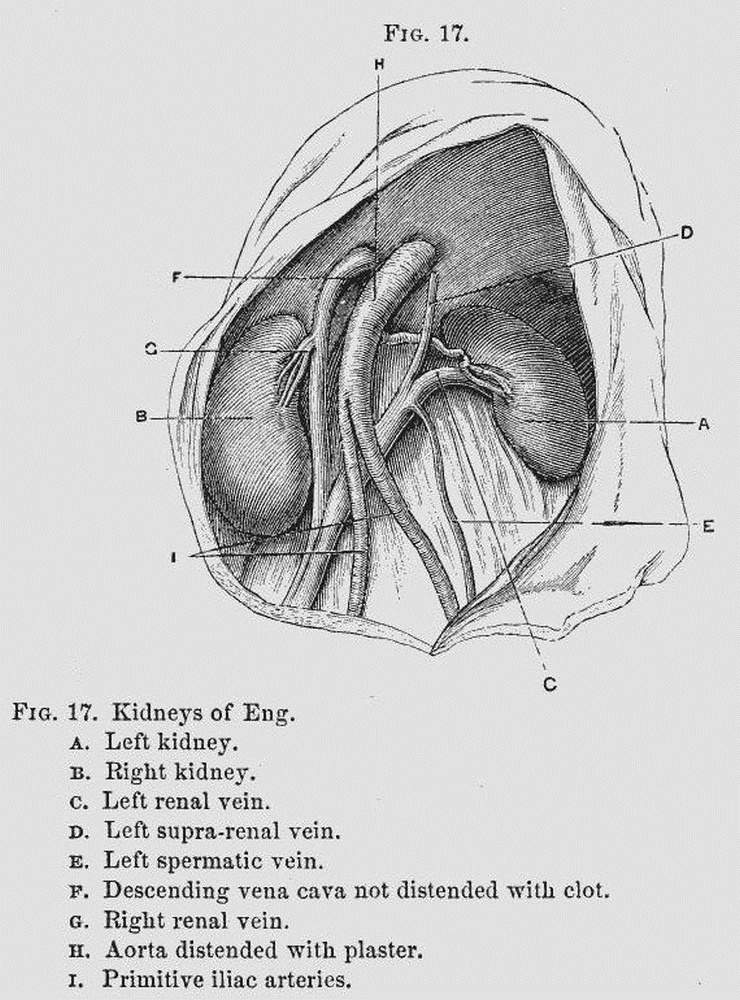 FIG. 17.
H
D
F
G
B
A
I
E
C
FIG. 17. Kidneys of Eng.
A. Left kidney.
B. Right kidney.
C. Left renal vein.
D. Left supra-renal vein.
E. Left spermatic vein.
F. Descending vena cava not distended with clot.
G. Right renal vein.
H. Aorta distended with plaster.
I. Primitive iliac arteries.